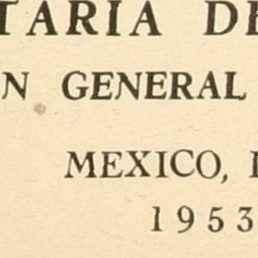 TARIA DE
N GENERAL
MEXICO,
1953